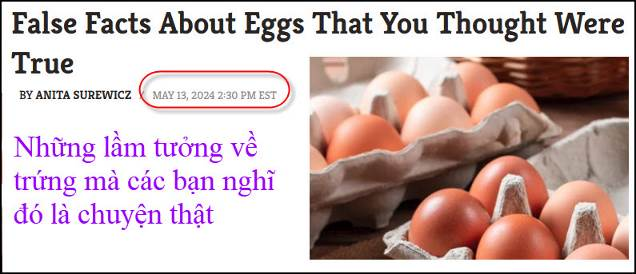 False Facts About Eggs That You Thought Were
True
BY ANITA SUREWICZ / MAY 13, 2024 2:30 PM EST
Những lầm tưởng về
trứng mà các bạn nghĩ
đó là chuyện thật